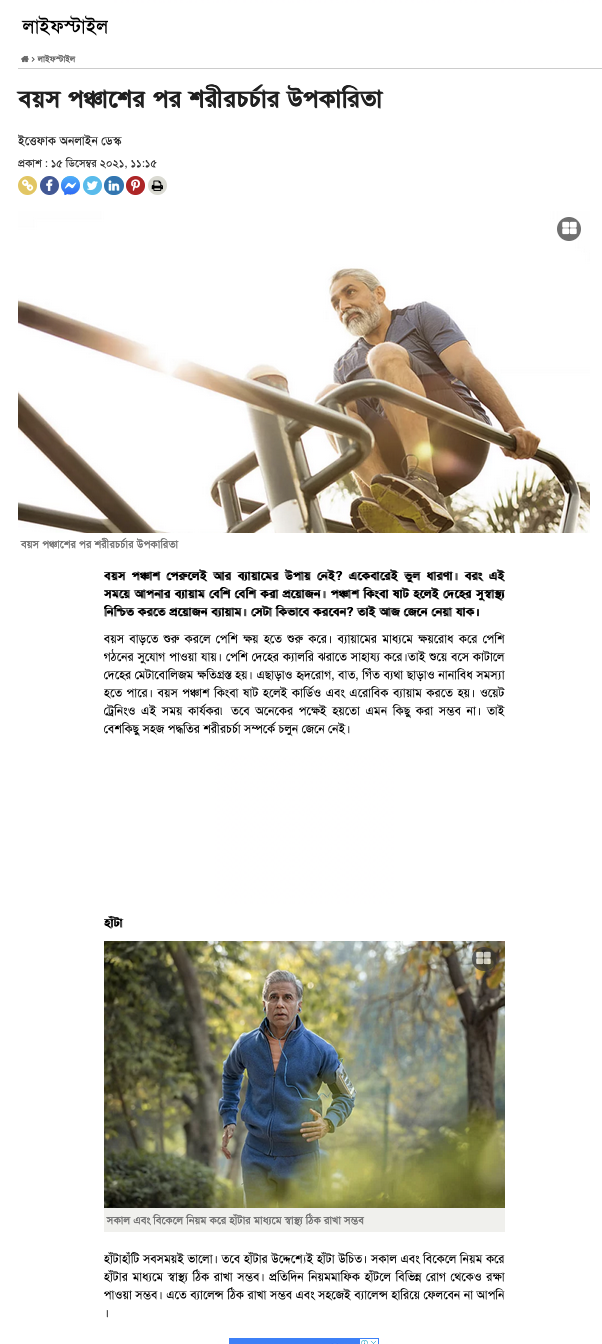 লাইফস্টাইল
লাইফস্টাইল
বয়স পঞ্চাশের পর শরীরচর্চার উপকারিতা
ইত্তেফাক অনলাইন ডেস্ক
প্রকাশ : ১৫ ডিসেম্বর ২০২১, ১১:১৫
বয়স পঞ্চাশের পর শরীরচর্চার উপকারিতা
বয়স পঞ্চাশ পেরুলেই আর ব্যায়ামের উপায় নেই? একেবারেই ভুল ধারণা। বরং এই
সময়ে আপনার ব্যায়াম বেশি বেশি করা প্রয়োজন। পঞ্চাশ কিংবা ষাট হলেই দেহের সুস্বাস্থ্য
নিশ্চিত করতে প্রয়োজন ব্যায়াম। সেটা কিভাবে করবেন? তাই আজ জেনে নেয়া যাক।
বয়স বাড়তে শুরু করলে পেশি ক্ষয় হতে শুরু করে। ব্যায়ামের মাধ্যমে ক্ষয়রোধ করে পেশি
গঠনের সুযোগ পাওয়া যায়। পেশি দেহের ক্যালরি ঝরাতে সাহায্য করে।তাই শুয়ে বসে কাটালে
দেহের মেটাবোলিজম ক্ষতিগ্রস্ত হয়। এছাড়াও হৃদরোগ, বাত, গিঁত ব্যথা ছাড়াও নানাবিধ সমস্যা
হতে পারে। বয়স পঞ্চাশ কিংবা ষাট হলেই কার্ডিও এবং এরোবিক ব্যায়াম করতে হয়। ওয়েট
ট্রেনিংও এই সময় কার্যকর। তবে অনেকের পক্ষেই হয়তো এমন কিছু করা সম্ভব না। তাই
বেশকিছু সহজ পদ্ধতির শরীরচর্চা সম্পর্কে চলুন জেনে নেই।
হাঁটা
সকাল এবং বিকেলে নিয়ম করে হাঁটার মাধ্যমে স্বাস্থ্য ঠিক রাখা সম্ভব
হাঁটাহাঁটি সবসময়ই ভালো। তবে হাঁটার উদ্দেশ্যেই হাঁটা উচিত। সকাল এবং বিকেলে নিয়ম করে
হাঁটার মাধ্যমে স্বাস্থ্য ঠিক রাখা সম্ভব। প্রতিদিন নিয়মমাফিক হাঁটলে বিভিন্ন রোগ থেকেও রক্ষা
পাওয়া সম্ভব। এতে ব্যালেন্স ঠিক রাখা সম্ভব এবং সহজেই ব্যালেন্স হারিয়ে ফেলবেন না আপনি
।